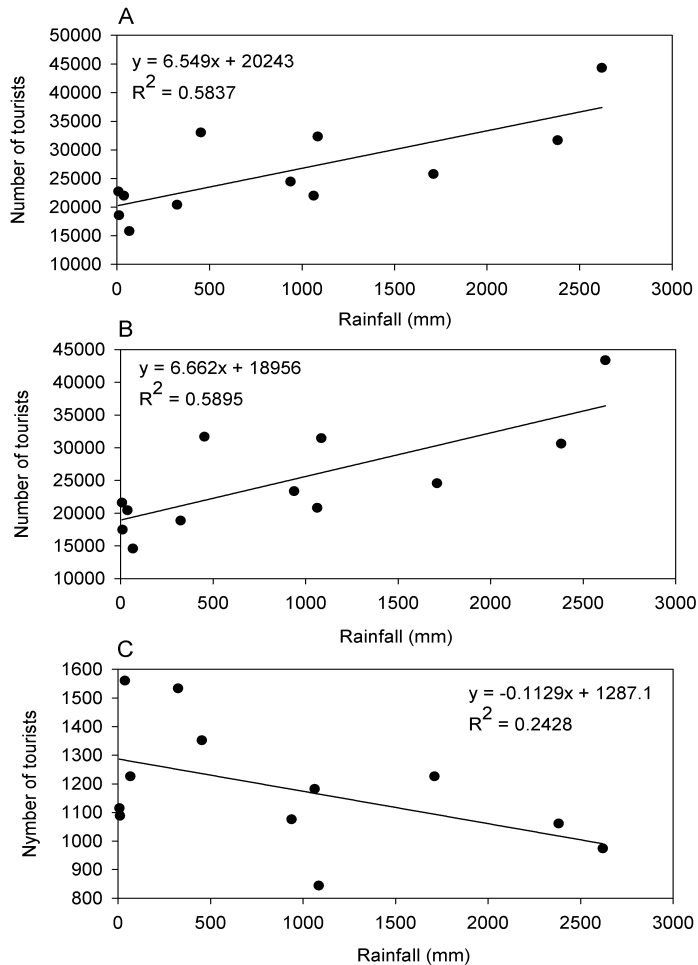 A
50000
45000
40000
35000
30000
25000
20000
15000
10000
Number of tourists
y = 6.549x + 20243
R² = 0.5837
0 500 1000 1500 2000 2500 3000
Rainfall (mm)
B
45000
40000
35000
30000
25000
20000
15000
10000
Number of tourists
y = 6.662x + 18956
R² = 0.5895
0 500 1000 1500 2000 2500 3000
Rainfall (mm)
C
1600
1500
1400
1300
1200
1100
1000
900
800
Nymber of tourists
y = -0.1129x + 1287.1
R² = 0.2428
0 500 1000 1500 2000 2500 3000
Rainfall (mm)